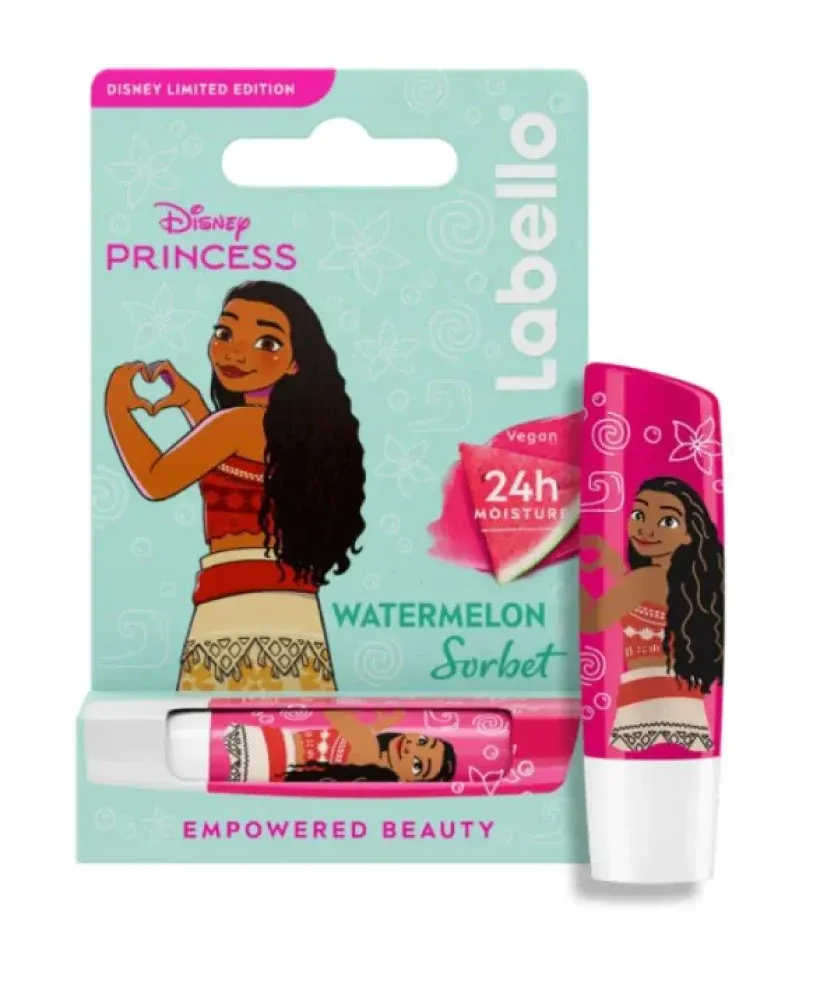 DISNEY LIMITED EDITION
Disney
PRINCESS
Labello
Vegan
24h
MOISTURE
WATERMELON
Sorbet
EMPOWERED BEAUTY